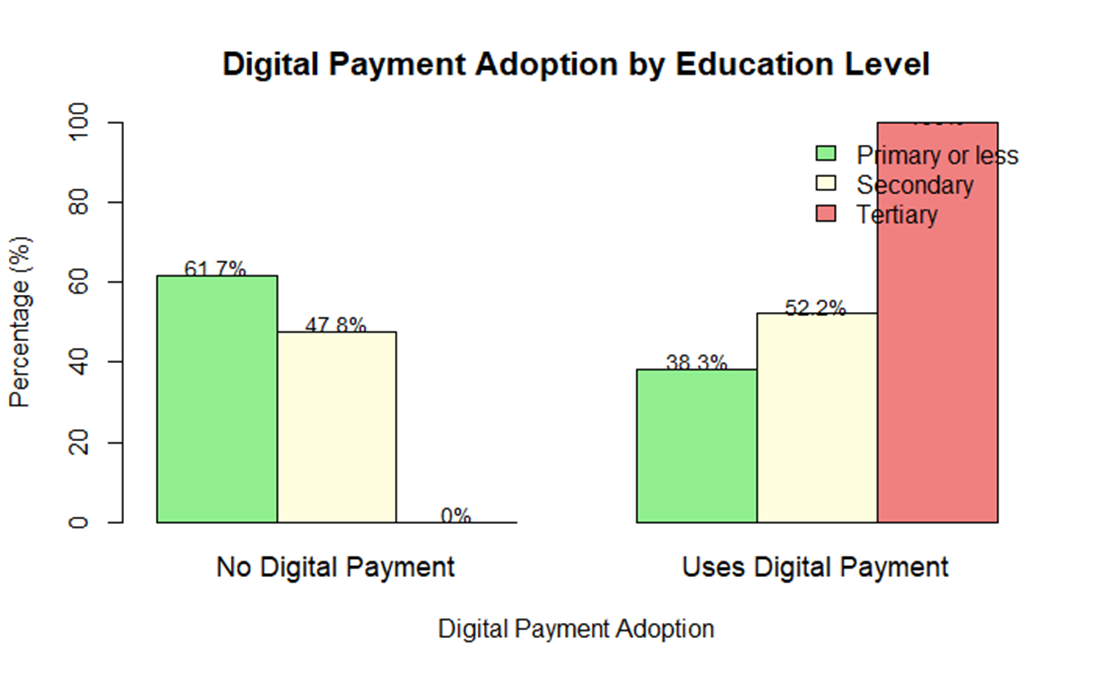 Digital Payment Adoption by Education Level
Percentage (%)
100
80
60
40
20
0
61.7%
47.8%
0%
38.3%
52.2%
Primary or less
Secondary
Tertiary
No Digital Payment
Uses Digital Payment
Digital Payment Adoption